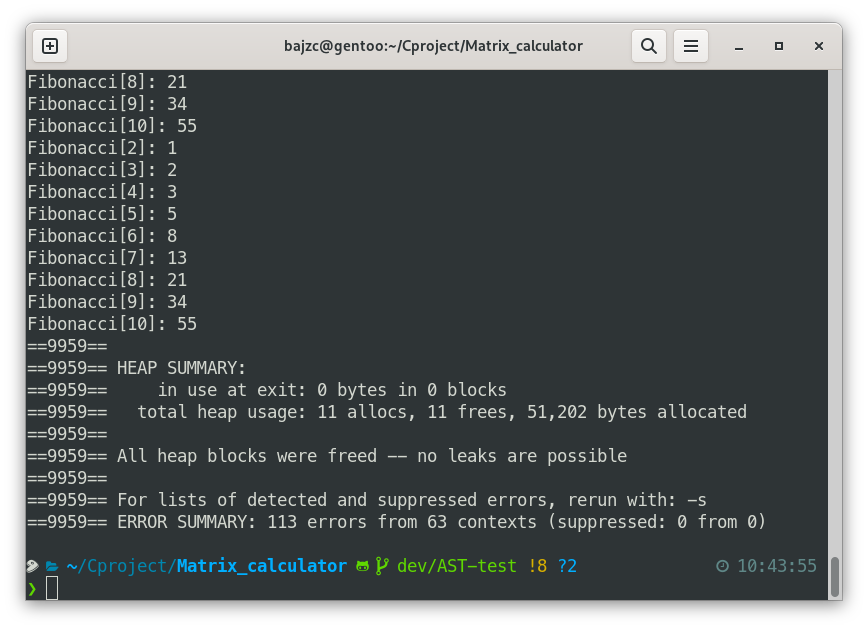 bajzc@gentoo:~/Cproject/Matrix_calculator
Fibonacci[8]: 21
Fibonacci[9]: 34
Fibonacci[10]: 55
Fibonacci[2]: 1
Fibonacci[3]: 2
Fibonacci[4]: 3
Fibonacci[5]: 5
Fibonacci[6]: 8
Fibonacci[7]: 13
Fibonacci[8]: 21
Fibonacci[9]: 34
Fibonacci[10]: 55
==9959==
==9959== HEAP SUMMARY:
==9959==     in use at exit: 0 bytes in 0 blocks
==9959==   total heap usage: 11 allocs, 11 frees, 51,202 bytes allocated
==9959==
==9959== All heap blocks were freed -- no leaks are possible
==9959==
==9959== For lists of detected and suppressed errors, rerun with: -s
==9959== ERROR SUMMARY: 113 errors from 63 contexts (suppressed: 0 from 0)
~/Cproject/Matrix_calculator dev/AST-test !8 ?2 10:43:55
❯